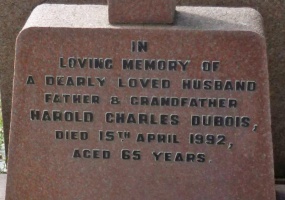 IN
LOVING MEMORY OF
A DEARLY LOVED HUSBAND
FATHER & GRANDFATHER
HAROLD CHARLES DUBOIS,
DIED 15TH APRIL 1992,
AGED 65 YEARS.